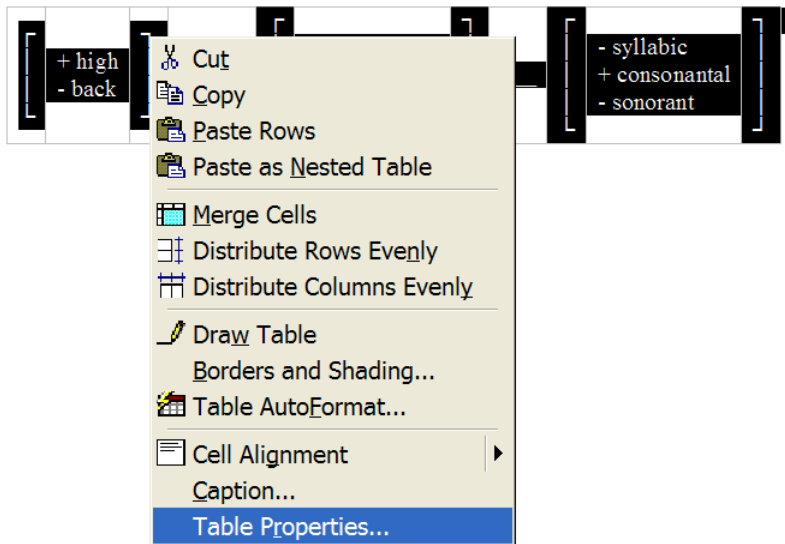 + high
- back
- syllabic
+ consonantal
- sonorant
Cut
Copy
Paste Rows
Paste as Nested Table
Merge Cells
Distribute Rows Evenly
Distribute Columns Evenly
Draw Table
Borders and Shading...
Table AutoFormat...
Cell Alignment
Caption...
Table Properties...